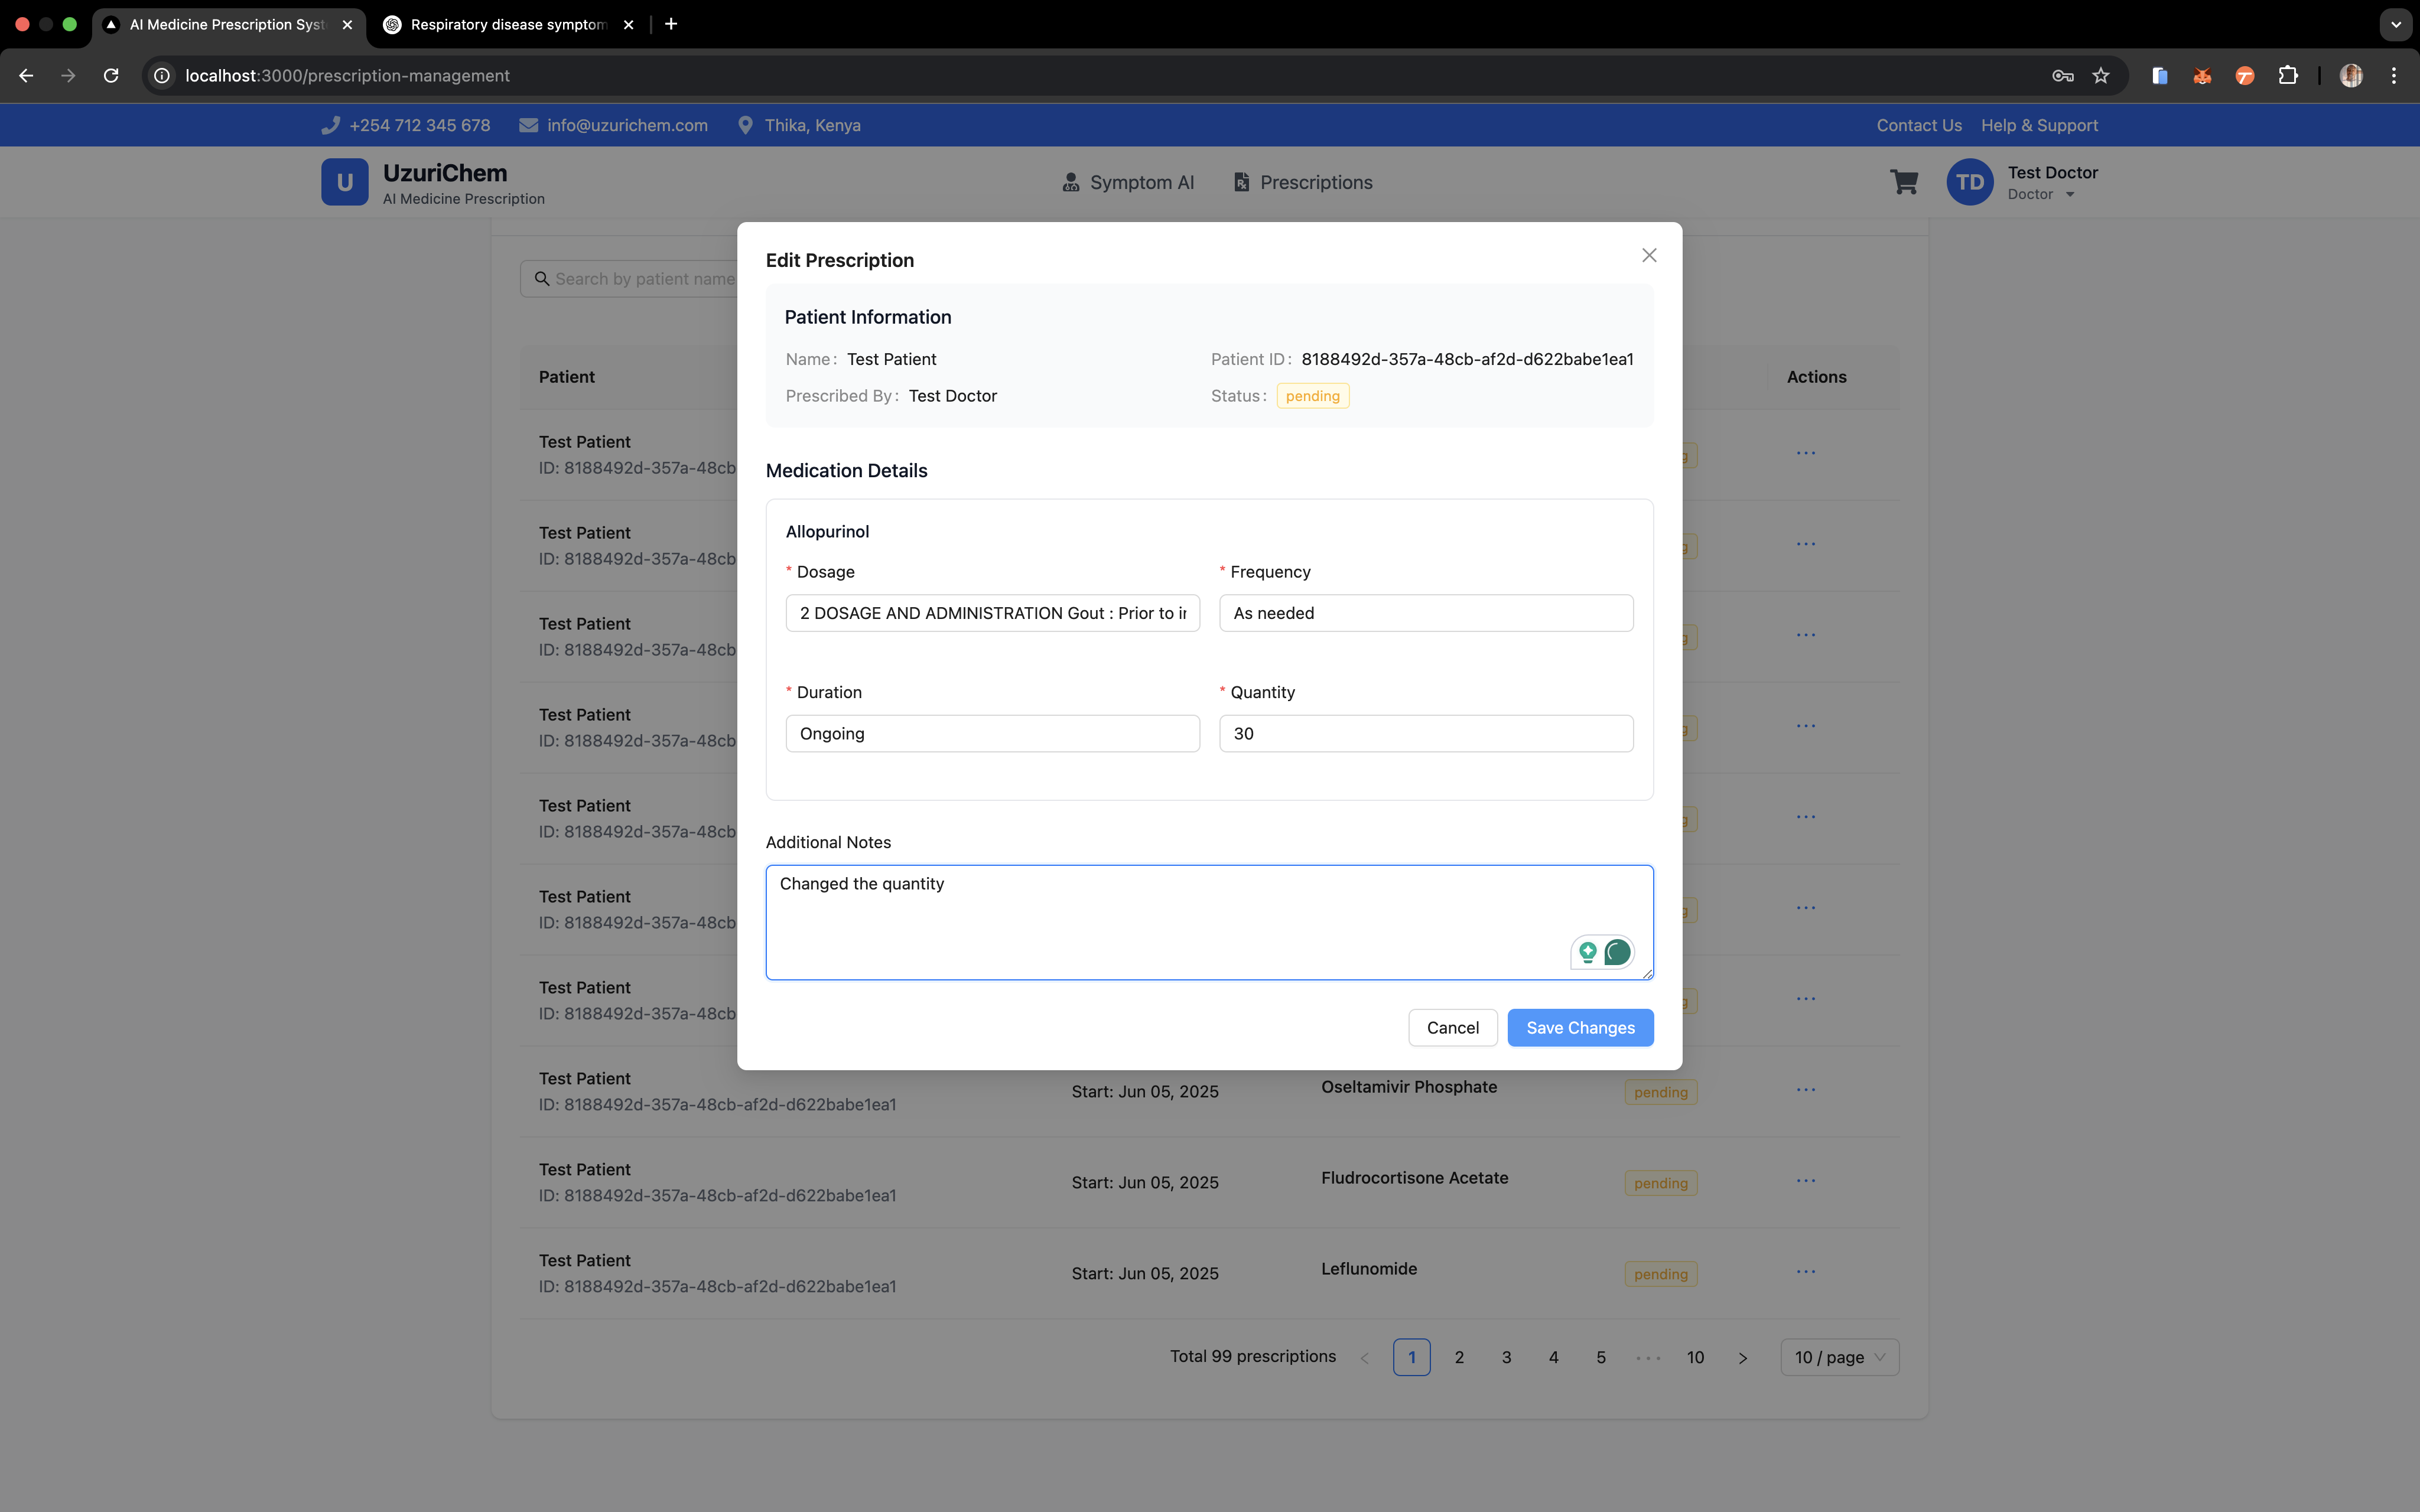 AI Medicine Prescription Syst
Respiratory disease symptom
localhost:3000/prescription-management
+254 712 345 678 info@uzurichem.com Thika, Kenya Contact Us Help & Support
U UzuriChem
AI Medicine Prescription
Symptom AI Prescriptions
TD Test Doctor
Doctor
Search by patient name
Patient Actions
Test Patient
ID: 8188492d-357a-48cb
Test Patient
ID: 8188492d-357a-48cb
Test Patient
ID: 8188492d-357a-48cb
Test Patient
ID: 8188492d-357a-48cb
Test Patient
ID: 8188492d-357a-48cb
Test Patient
ID: 8188492d-357a-48cb
Test Patient
ID: 8188492d-357a-48cb
Edit Prescription
Patient Information
Name: Test Patient Patient ID: 8188492d-357a-48cb-af2d-d622babe1ea1
Prescribed By: Test Doctor Status: pending
Medication Details
Allopurinol
* Dosage * Frequency
2 DOSAGE AND ADMINISTRATION Gout : Prior to ir As needed
* Duration * Quantity
Ongoing 30
Additional Notes
Changed the quantity
Cancel Save Changes
Test Patient
ID: 8188492d-357a-48cb-af2d-d622babe1ea1 Start: Jun 05, 2025 Oseltamivir Phosphate pending
Test Patient
ID: 8188492d-357a-48cb-af2d-d622babe1ea1 Start: Jun 05, 2025 Fludrocortisone Acetate pending
Test Patient
ID: 8188492d-357a-48cb-af2d-d622babe1ea1 Start: Jun 05, 2025 Leflunomide pending
Total 99 prescriptions < 1 2 3 4 5 ••• 10 > 10 / page